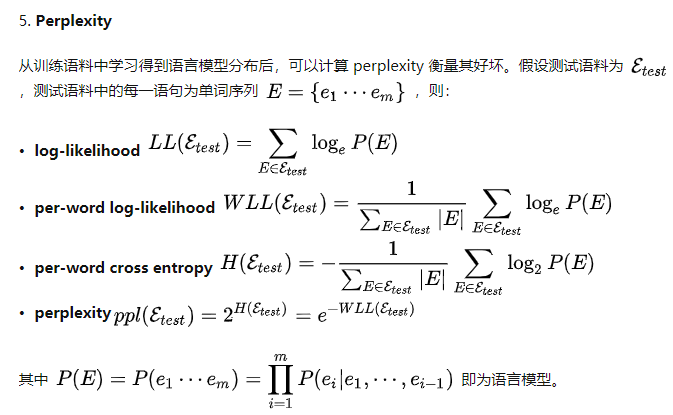 5. Perplexity
从训练语料中学习得到语言模型分布后，可以计算 perplexity 衡量其好坏。假设测试语料为 $\mathcal{E}_{test}$
，测试语料中的每一语句为单词序列 $E = \{e_1 \cdots e_m\}$ ，则：
• log-likelihood $LL(\mathcal{E}_{test}) = \sum_{E \in \mathcal{E}_{test}} \log_e P(E)$
• per-word log-likelihood $WLL(\mathcal{E}_{test}) = \frac{1}{\sum_{E \in \mathcal{E}_{test}} |E|} \sum_{E \in \mathcal{E}_{test}} \log_e P(E)$
• per-word cross entropy $H(\mathcal{E}_{test}) = -\frac{1}{\sum_{E \in \mathcal{E}_{test}} |E|} \sum_{E \in \mathcal{E}_{test}} \log_2 P(E)$
• perplexity $ppl(\mathcal{E}_{test}) = 2^{H(\mathcal{E}_{test})} = e^{-WLL(\mathcal{E}_{test})}$
其中 $P(E) = P(e_1 \cdots e_m) = \prod_{i=1}^{m} P(e_i | e_1, \cdots, e_{i-1})$ 即为语言模型。